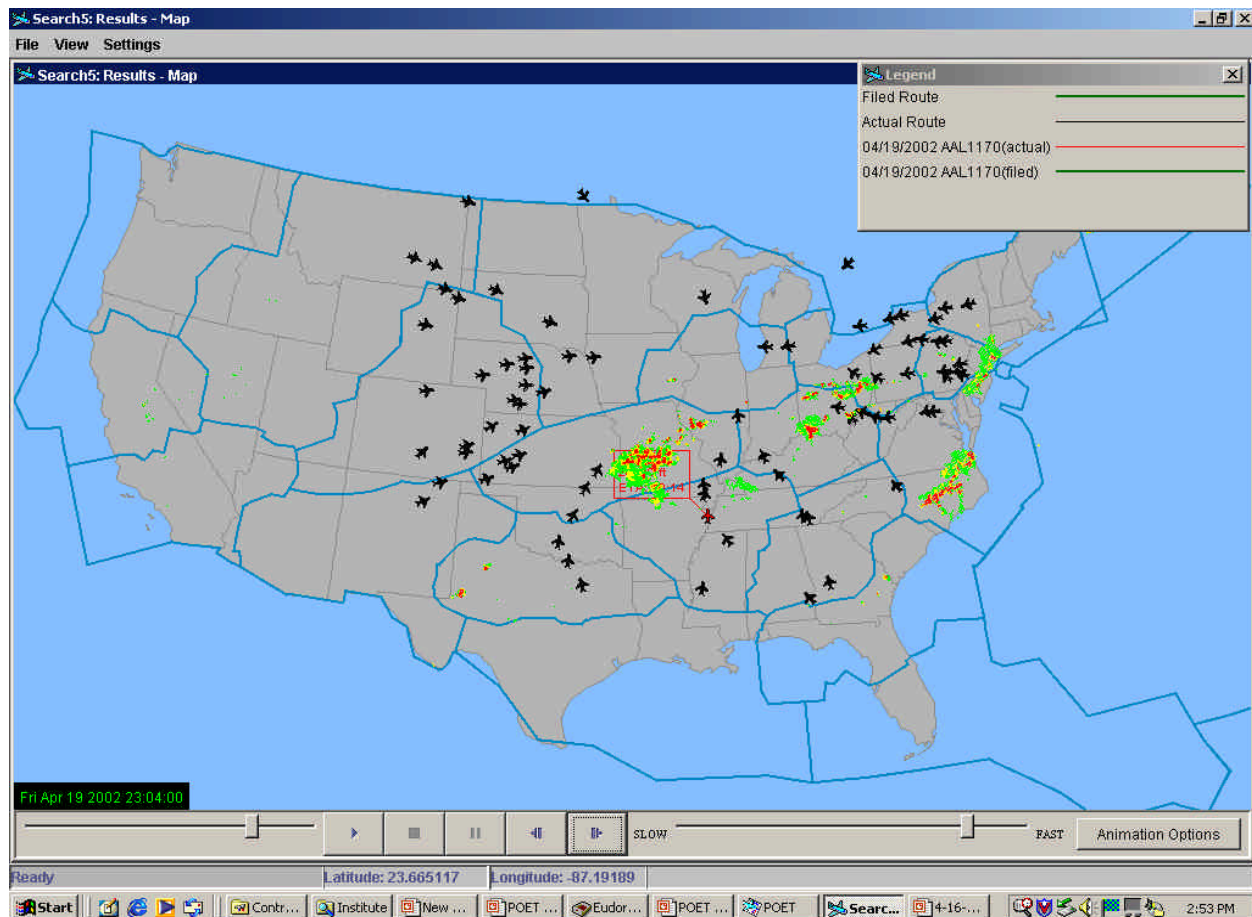 Search5: Results - Map
File View Settings
Search5: Results - Map
Legend
Filed Route
Actual Route
04/19/2002 AAL1170(actual)
04/19/2002 AAL1170(filed)
Fri Apr 19 2002 23:04:00
SLOW
FAST
Animation Options
Ready
Latitude: 23.665117
Longitude: -87.19189
Start
Contr...
Institute
New ...
POET ...
Eudor...
POET ...
POET
Searc...
4-16-...
2:53 PM